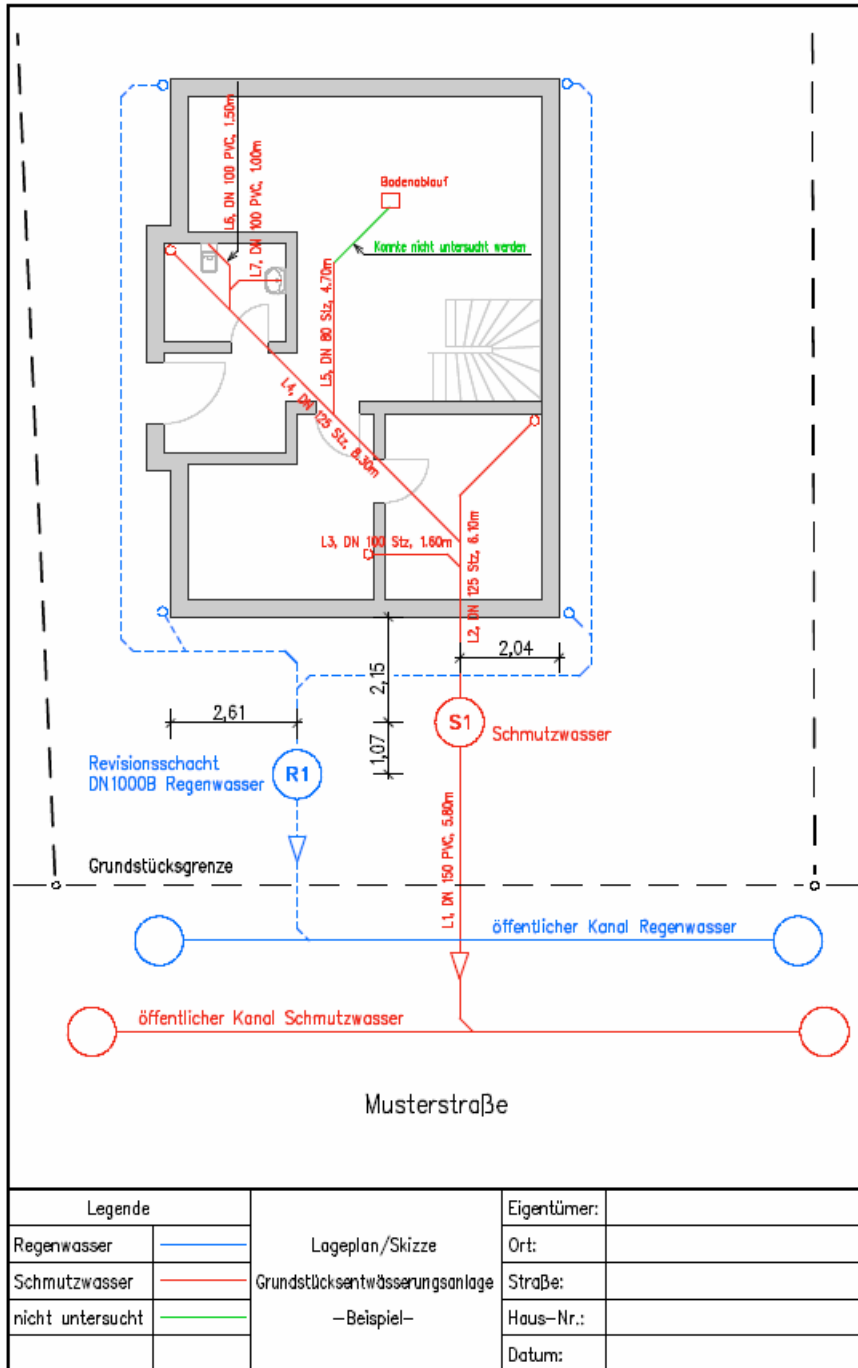 L6, DN 100 PVC, 1.50m
L7, DN 100 PVC, 1.00m
Bodenablauf
Konnte nicht untersucht werden
L5, DN 80 Stz, 4.70m
L4, DN 125 Stz, 8.30m
L3, DN 100 Stz, 1.60m
L2, DN 125 Stz, 6.10m
2,04
2,15
2,61
1,07
S1
Schmutzwasser
Revisionsschacht
DN1000B Regenwasser
R1
L1, DN 150 PVC, 5.80m
Grundstücksgrenze
öffentlicher Kanal Regenwasser
öffentlicher Kanal Schmutzwasser
Musterstraße
Legende
Regenwasser
Schmutzwasser
nicht untersucht
Lageplan/Skizze
Grundstücksentwässerungsanlage
-Beispiel-
Eigentümer:
Ort:
Straße:
Haus-Nr.:
Datum: